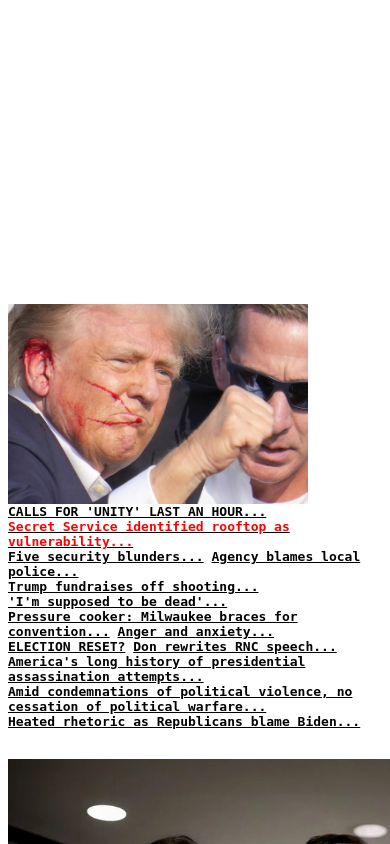 CALLS FOR 'UNITY' LAST AN HOUR...
Secret Service identified rooftop as
vulnerability...
Five security blunders... Agency blames local
police...
Trump fundraises off shooting...
'I'm supposed to be dead'...
Pressure cooker: Milwaukee braces for
convention... Anger and anxiety...
ELECTION RESET? Don rewrites RNC speech...
America's long history of presidential
assassination attempts...
Amid condemnations of political violence, no
cessation of political warfare...
Heated rhetoric as Republicans blame Biden...